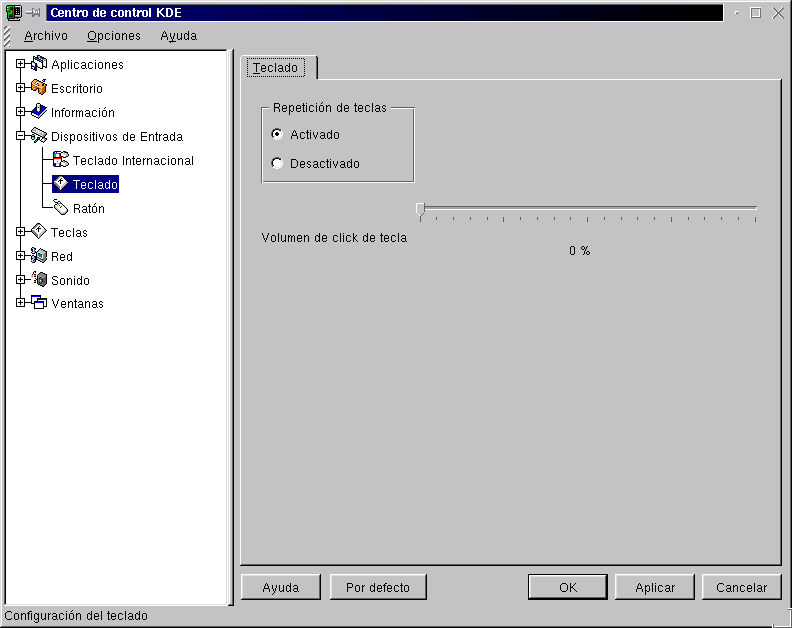 Centro de control KDE
Archivo Opciones Ayuda
Aplicaciones
Escritorio
Información
Dispositivos de Entrada
Teclado Internacional
Teclado
Ratón
Teclas
Red
Sonido
Ventanas
Teclado
Repetición de teclas
Activado
Desactivado
Volumen de click de tecla
0 %
Ayuda Por defecto OK Aplicar Cancelar
Configuración del teclado